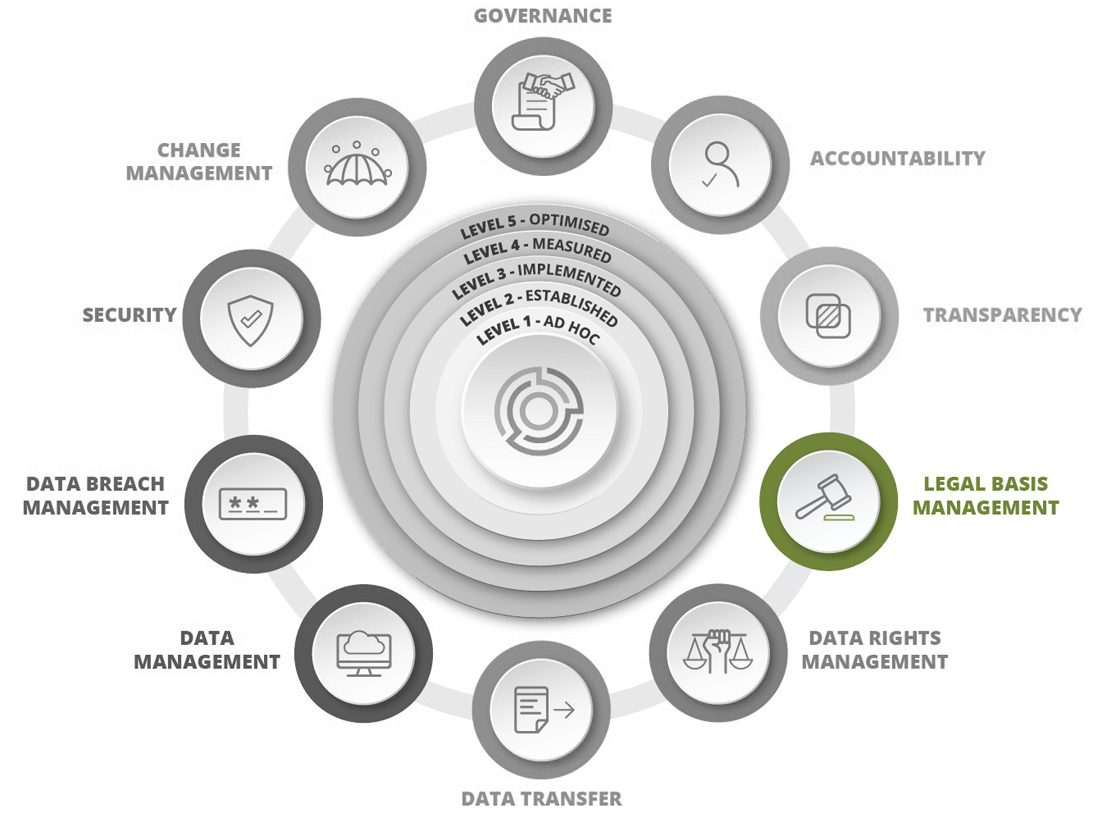 GOVERNANCE
CHANGE
MANAGEMENT
ACCOUNTABILITY
LEVEL 5 - OPTIMISED
LEVEL 4 - MEASURED
LEVEL 3 - IMPLEMENTED
LEVEL 2 - ESTABLISHED
LEVEL 1 - AD HOC
SECURITY
TRANSPARENCY
DATA BREACH
MANAGEMENT
**_
LEGAL BASIS
MANAGEMENT
DATA
MANAGEMENT
DATA RIGHTS
MANAGEMENT
DATA TRANSFER